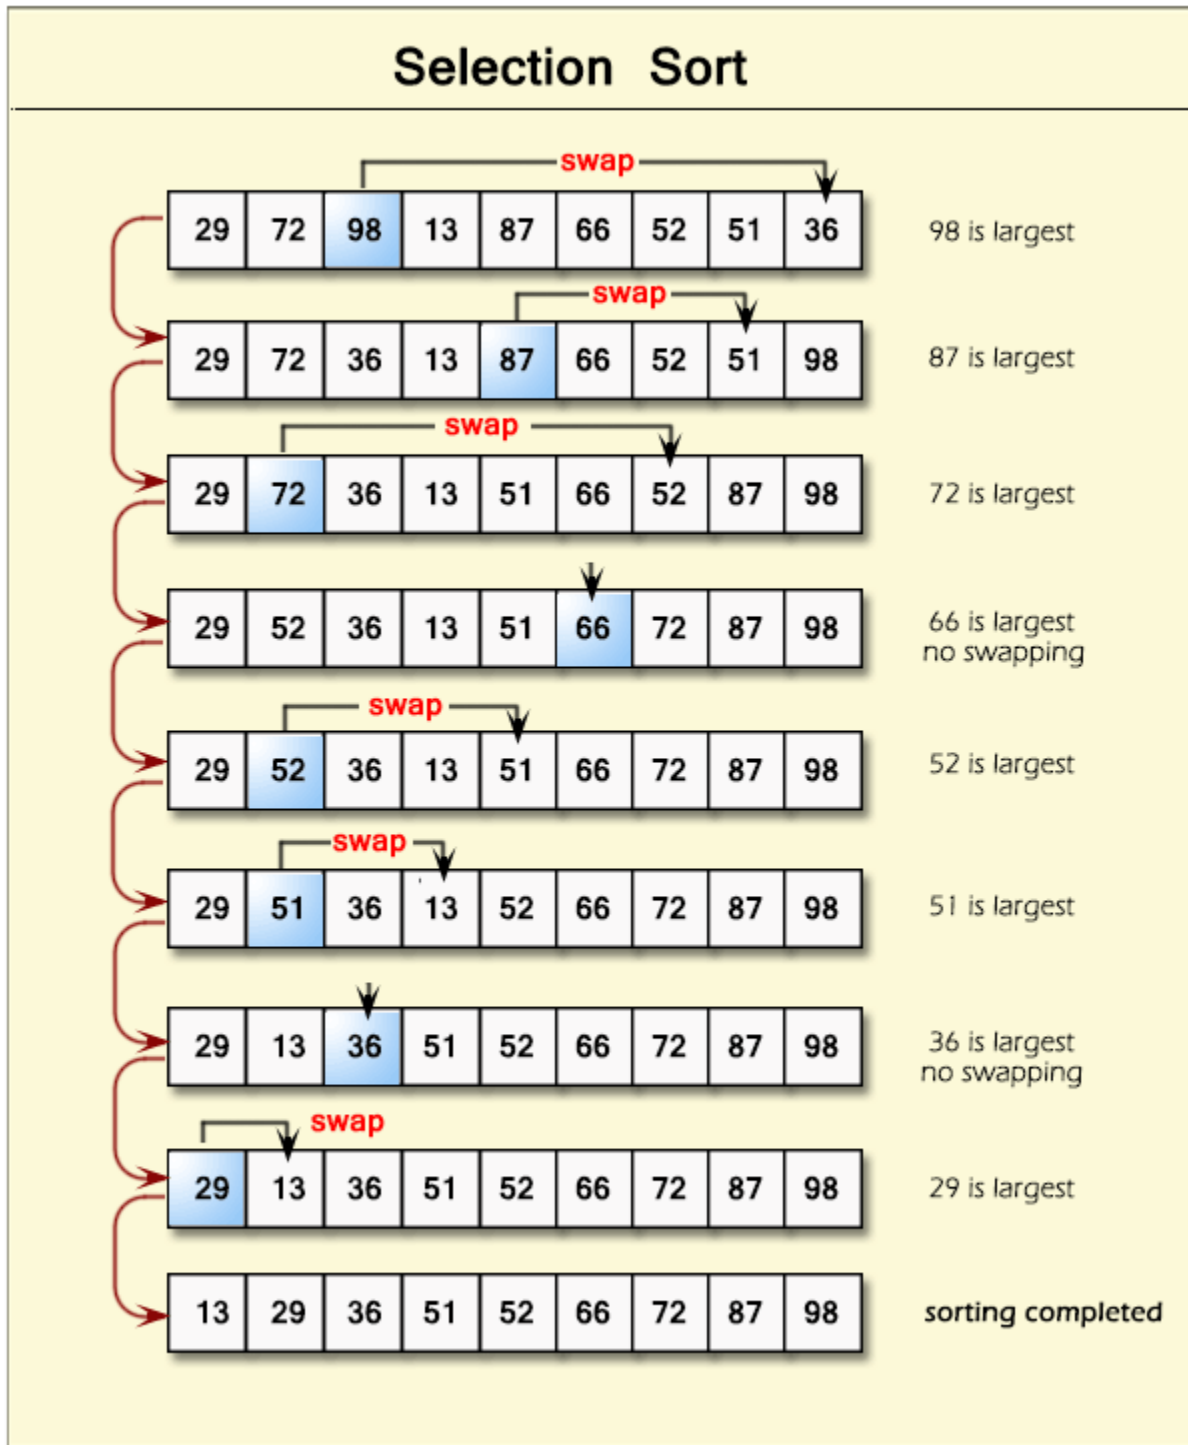 Selection Sort
swap
29 72 98 13 87 66 52 51 36 98 is largest
swap
29 72 36 13 87 66 52 51 98 87 is largest
swap
29 72 36 13 51 66 52 87 98 72 is largest
29 52 36 13 51 66 72 87 98 66 is largest
no swapping
swap
29 52 36 13 51 66 72 87 98 52 is largest
swap
29 51 36 13 52 66 72 87 98 51 is largest
29 13 36 51 52 66 72 87 98 36 is largest
no swapping
swap
29 13 36 51 52 66 72 87 98 29 is largest
13 29 36 51 52 66 72 87 98 sorting completed